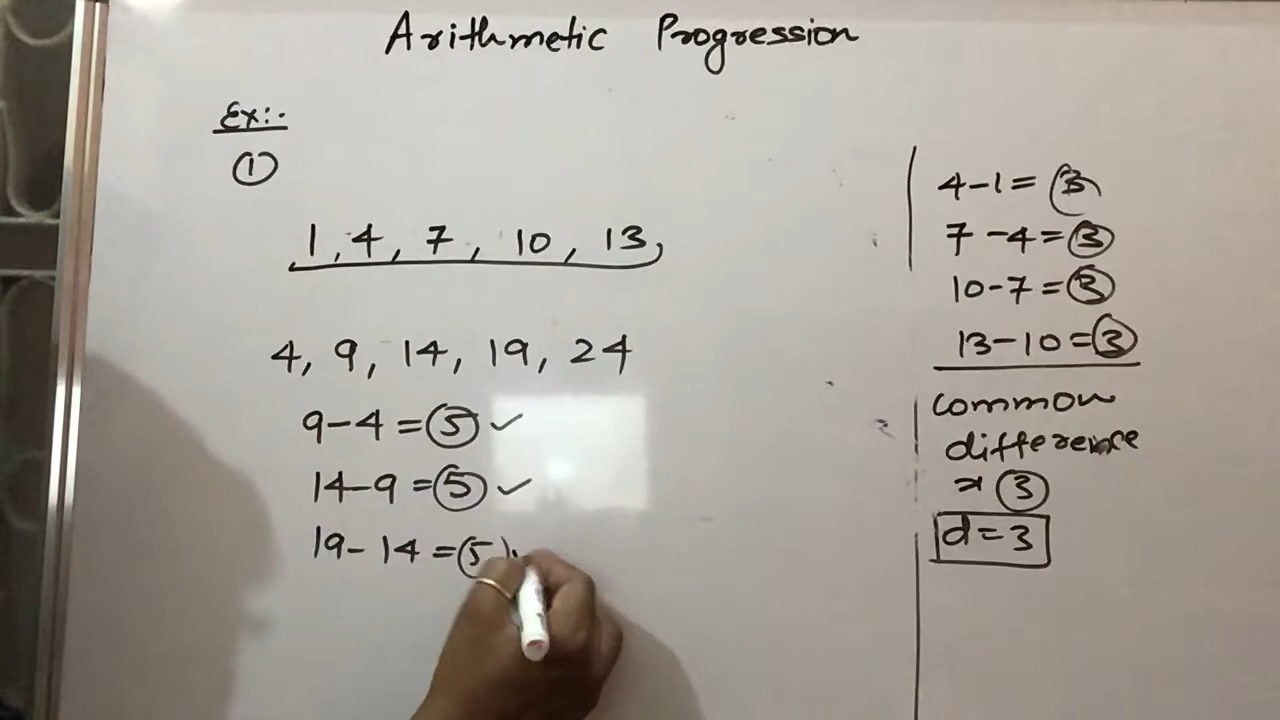 Arithmetic Progression
Ex:-
①
1, 4, 7, 10, 13,
4, 9, 14, 19, 24
9-4 = 5 ✓
14-9 = 5 ✓
19- 14 = 5
4-1 = 3
7 -4 = 3
10-7 = 3
13-10 = 3
common
difference
3
d = 3